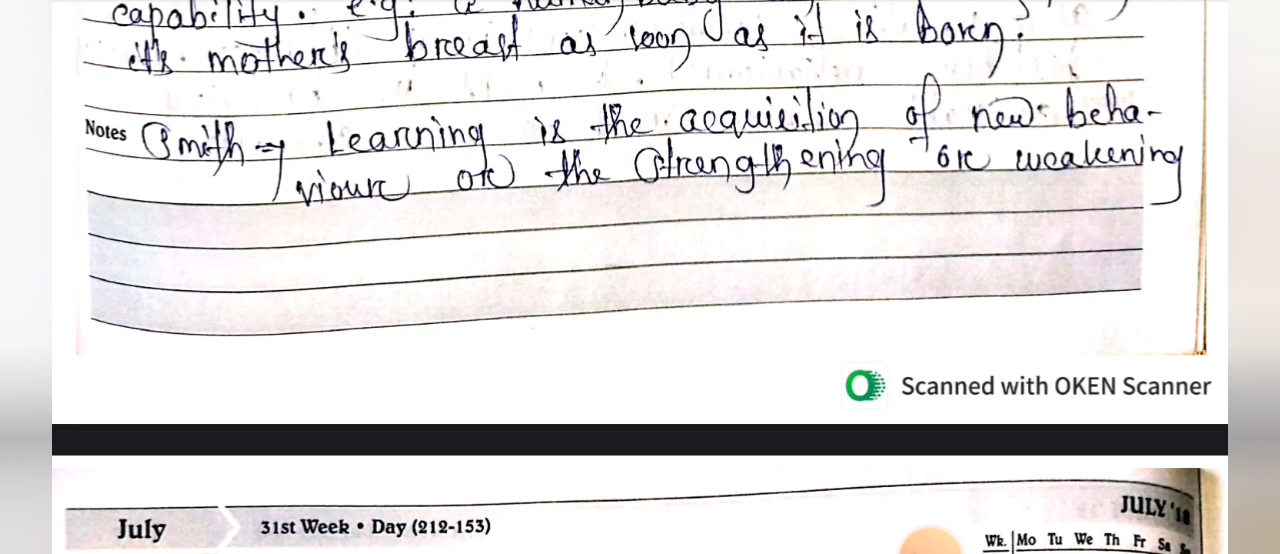 capability. e.g. a
it's mother's breast as soon as it is born.
Notes Smith → Learning is the acquisition of new beha-
viour or the strengthening or weakening
Scanned with OKEN Scanner
JULY '18
July 31st Week • Day (212-153)
Wk. Mo Tu We Th Fr Sa